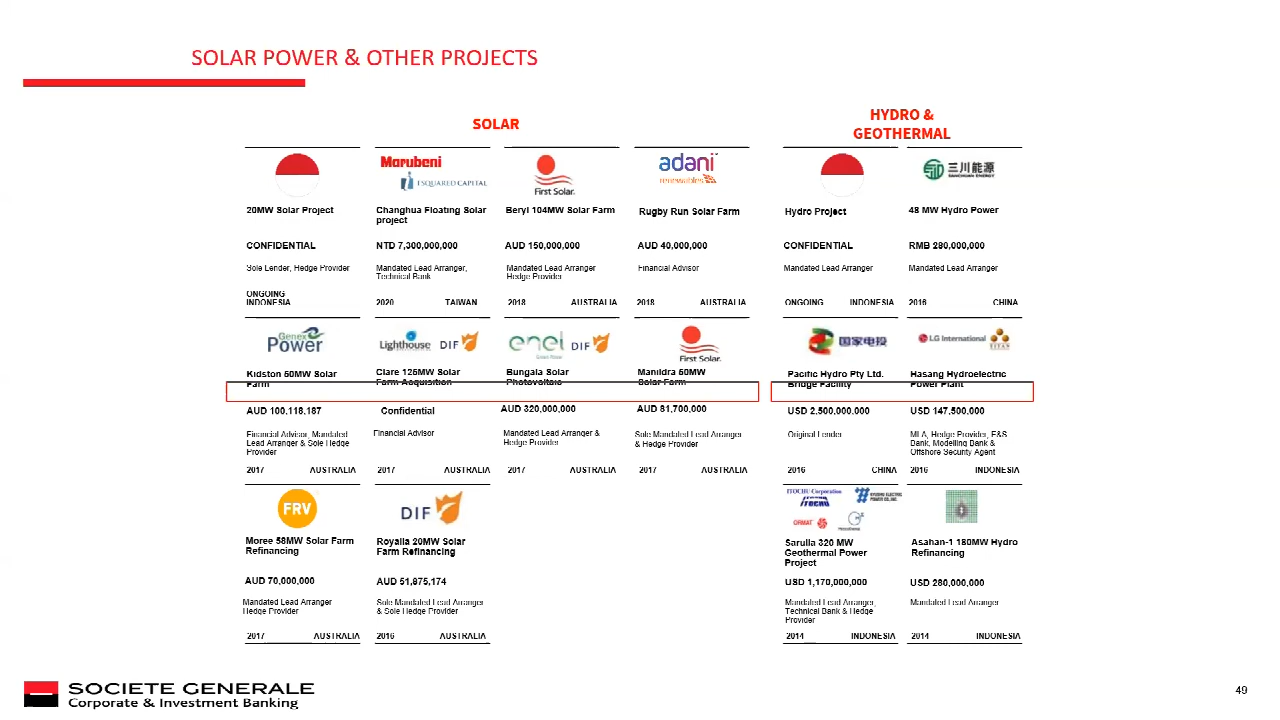 SOLAR POWER & OTHER PROJECTS
SOLAR
HYDRO &
GEOTHERMAL
20MW Solar Project
CONFIDENTIAL
Sole Lender, Hedge Provider
ONGOING
INDONESIA
Marubeni
I SQUARED CAPITAL
Changhua Floating Solar
project
NTD 7,300,000,000
Mandated Lead Arranger,
Technical Bank
2020 TAIWAN
First Solar.
Beryl 104MW Solar Farm
AUD 150,000,000
Mandated Lead Arranger
Hedge Provider
2018 AUSTRALIA
adani
renewables
Rugby Run Solar Farm
AUD 40,000,000
Financial Advisor
2018 AUSTRALIA
Hydro Project
CONFIDENTIAL
Mandated Lead Arranger
ONGOING INDONESIA
三川能源
SANCHUAN ENERGY
48 MW Hydro Power
RMB 280,000,000
Mandated Lead Arranger
2016 CHINA
Genex
Power
Kidston 50MW Solar
Farm
AUD 100,118,187
Financial Advisor, Mandated
Lead Arranger & Sole Hedge
Provider
2017 AUSTRALIA
Lighthouse DIF
Clare 125MW Solar
Farm Acquisition
Confidential
Financial Advisor
2017 AUSTRALIA
enel DIF
Green Power
Bungala Solar
Photovoltaic
AUD 320,000,000
Mandated Lead Arranger &
Hedge Provider
2017 AUSTRALIA
First Solar.
Manildra 50MW
Solar Farm
AUD 81,700,000
Sole Mandated Lead Arranger
& Hedge Provider
2017 AUSTRALIA
国家电投
Pacific Hydro Pty Ltd.
Bridge Facility
USD 2,500,000,000
Original Lender
2016 CHINA
LG International TITAN
Hasang Hydroelectric
Power Plant
USD 147,500,000
MLA, Hedge Provider, E&S
Bank, Modelling Bank &
Offshore Security Agent
2016 INDONESIA
FRV
Moree 58MW Solar Farm
Refinancing
AUD 70,000,000
Mandated Lead Arranger
Hedge Provider
2017 AUSTRALIA
DIF
Royalla 20MW Solar
Farm Refinancing
AUD 51,875,174
Sole Mandated Lead Arranger
& Sole Hedge Provider
2016 AUSTRALIA
ITOCHU Corporation
ITOCHU
KYUSHU ELECTRIC
POWER CO., INC.
ORMAT
Sarulla 320 MW
Geothermal Power
Project
USD 1,170,000,000
Mandated Lead Arranger,
Technical Bank & Hedge
Provider
2014 INDONESIA
Asahan-1 180MW Hydro
Refinancing
USD 280,000,000
Mandated Lead Arranger
2014 INDONESIA
SOCIETE GENERALE
Corporate & Investment Banking
49